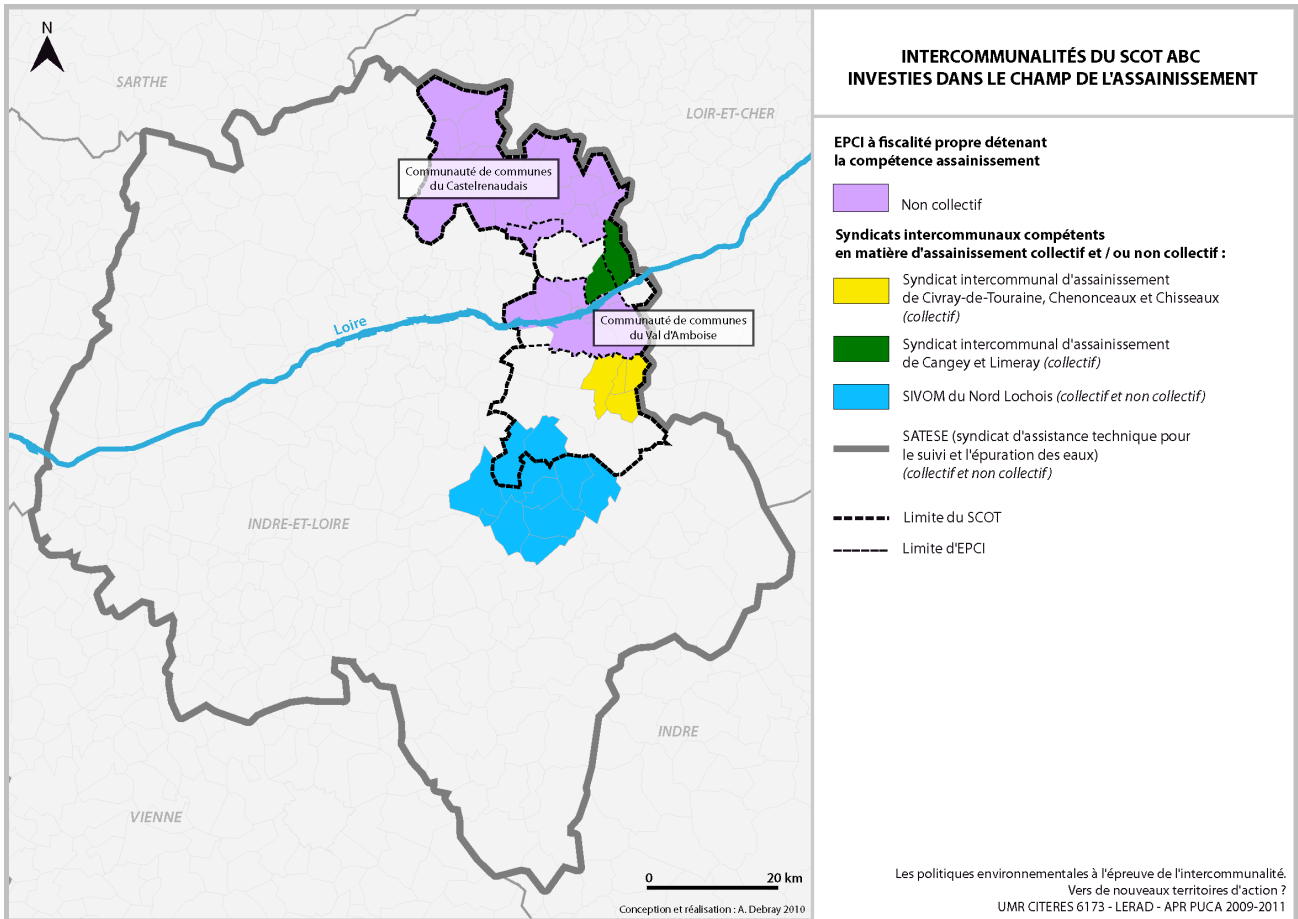 N
SARTHE
LOIR-ET-CHER
Communauté de communes
du Castelrenaudais
Communauté de communes
du Val d'Amboise
Loire
INDRE-ET-LOIRE
INDRE
VIENNE
0 20 km
Conception et réalisation : A. Debray 2010
INTERCOMMUNALITÉS DU SCOT ABC
INVESTIES DANS LE CHAMP DE L'ASSAINISSEMENT
EPCI à fiscalité propre détenant
la compétence assainissement
Non collectif
Syndicats intercommunaux compétents
en matière d'assainissement collectif et / ou non collectif :
Syndicat intercommunal d'assainissement
de Civray-de-Touraine, Chenonceaux et Chisseaux
(collectif)
Syndicat intercommunal d'assainissement
de Cangey et Limeray (collectif)
SIVOM du Nord Lochois (collectif et non collectif)
SATESE (syndicat d'assistance technique pour
le suivi et l'épuration des eaux)
(collectif et non collectif)
Limite du SCOT
Limite d'EPCI
Les politiques environnementales à l'épreuve de l'intercommunalité.
Vers de nouveaux territoires d'action ?
UMR CITERES 6173 - LERAD - APR PUCA 2009-2011